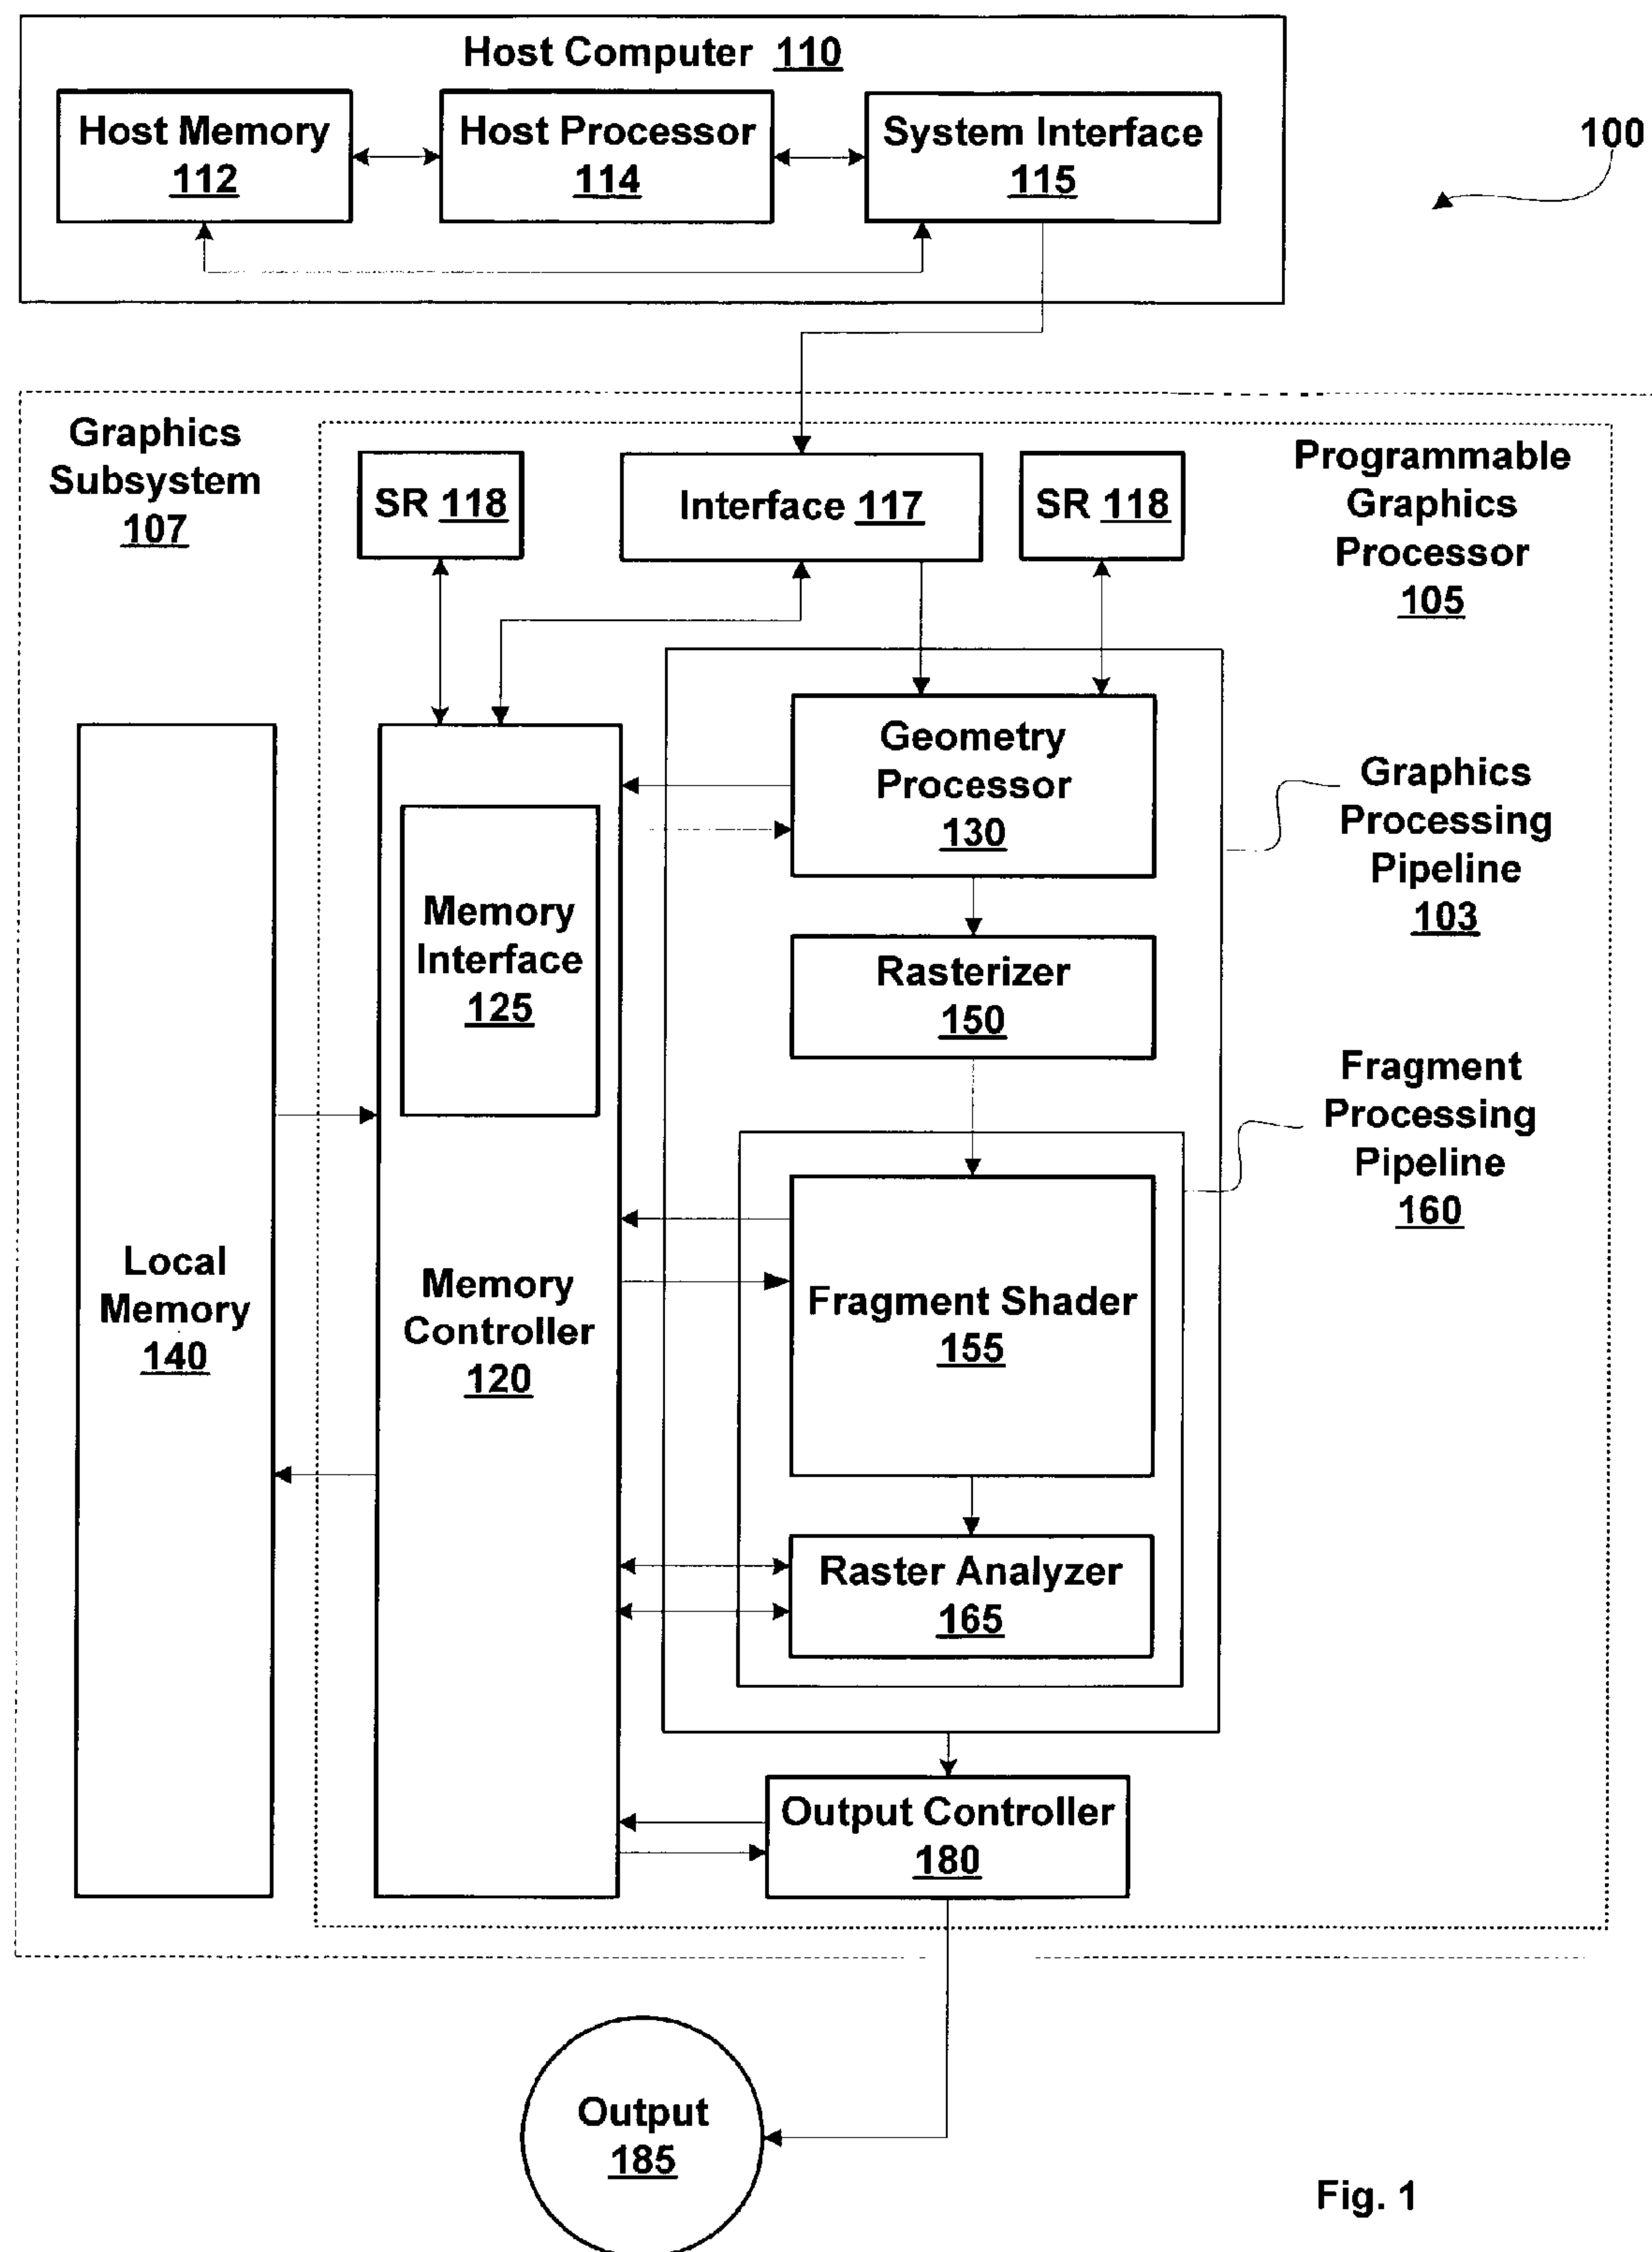 Host Computer 110
Host Memory
112
Host Processor
114
System Interface
115
100
Graphics
Subsystem
107
SR 118
Interface 117
SR 118
Programmable
Graphics
Processor
105
Geometry
Processor
130
Graphics
Processing
Pipeline
103
Memory
Interface
125
Rasterizer
150
Fragment
Processing
Pipeline
160
Local
Memory
140
Memory
Controller
120
Fragment Shader
155
Raster Analyzer
165
Output Controller
180
Output
185
Fig. 1